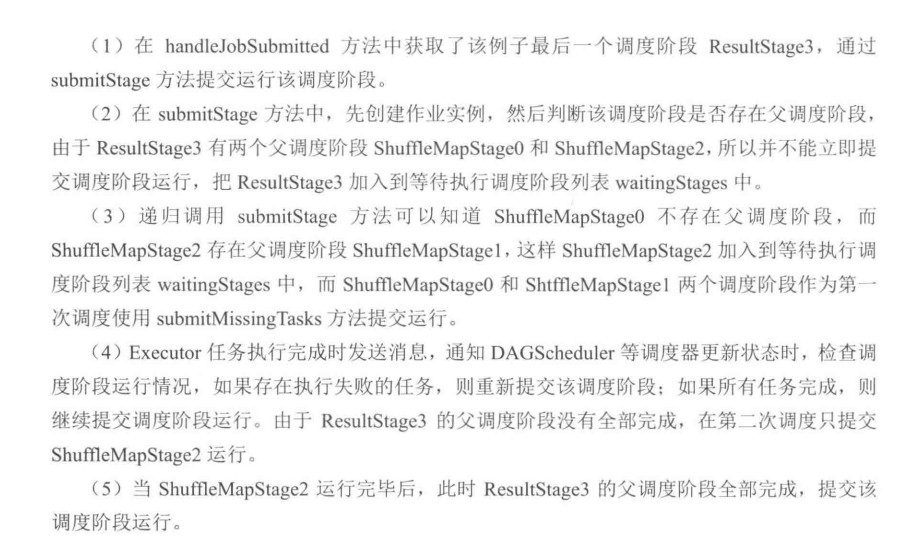 （1）在 handleJobSubmitted 方法中获取了该例子最后一个调度阶段 ResultStage3，通过
submitStage 方法提交运行该调度阶段。
（2）在 submitStage 方法中，先创建作业实例，然后判断该调度阶段是否存在父调度阶段，
由于 ResultStage3 有两个父调度阶段 ShuffleMapStage0 和 ShuffleMapStage2，所以并不能立即提
交调度阶段运行，把 ResultStage3 加入到等待执行调度阶段列表 waitingStages 中。
（3）递归调用 submitStage 方法可以知道 ShuffleMapStage0 不存在父调度阶段，而
ShuffleMapStage2 存在父调度阶段 ShuffleMapStage1，这样 ShuffleMapStage2 加入到等待执行调
度阶段列表 waitingStages 中，而 ShuffleMapStage0 和 ShtffleMapStage1 两个调度阶段作为第一
次调度使用 submitMissingTasks 方法提交运行。
（4）Executor 任务执行完成时发送消息，通知 DAGScheduler 等调度器更新状态时，检查调
度阶段运行情况，如果存在执行失败的任务，则重新提交该调度阶段；如果所有任务完成，则
继续提交调度阶段运行。由于 ResultStage3 的父调度阶段没有全部完成，在第二次调度只提交
ShuffleMapStage2 运行。
（5）当 ShuffleMapStage2 运行完毕后，此时 ResultStage3 的父调度阶段全部完成，提交该
调度阶段运行。